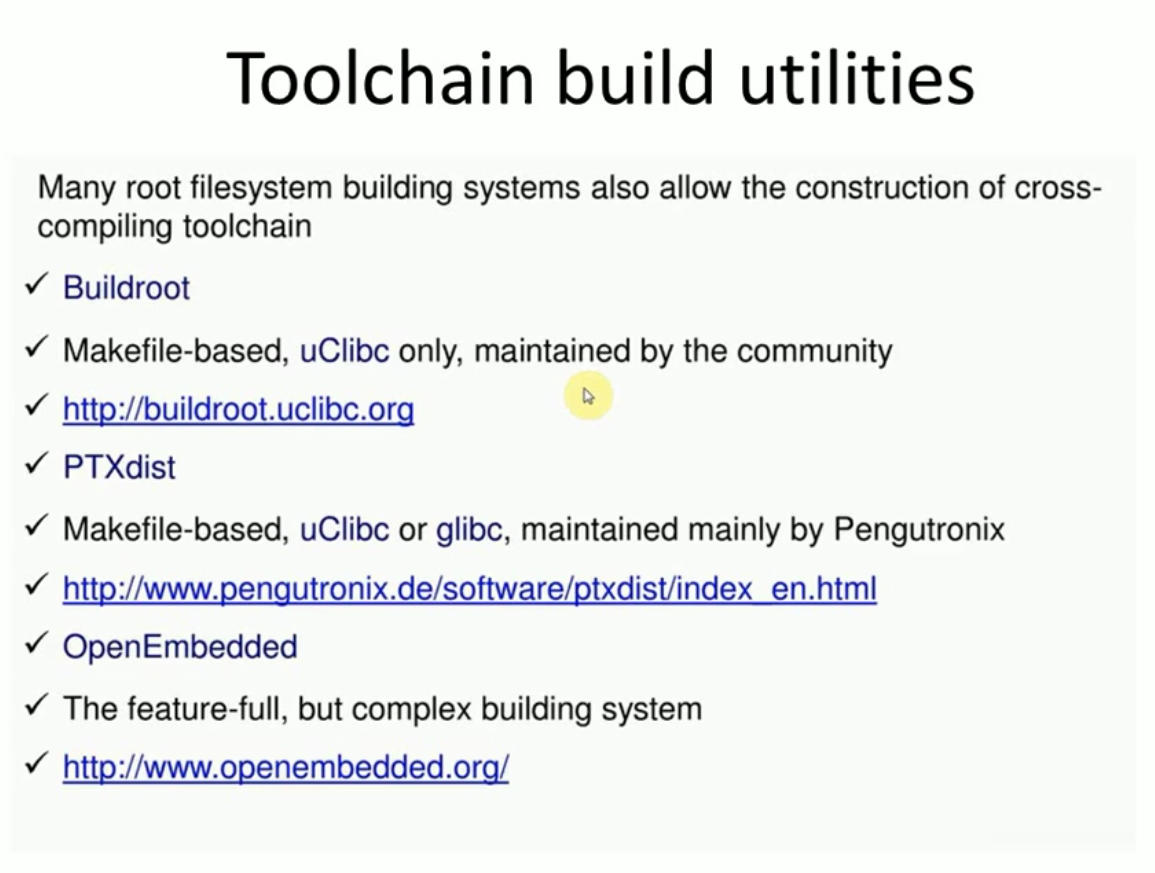 Toolchain build utilities
Many root filesystem building systems also allow the construction of cross-
compiling toolchain
✓ Buildroot
✓ Makefile-based, uClibc only, maintained by the community
✓ http://buildroot.uclibc.org
✓ PTXdist
✓ Makefile-based, uClibc or glibc, maintained mainly by Pengutronix
✓ http://www.pengutronix.de/software/ptxdist/index_en.html
✓ OpenEmbedded
✓ The feature-full, but complex building system
✓ http://www.openembedded.org/